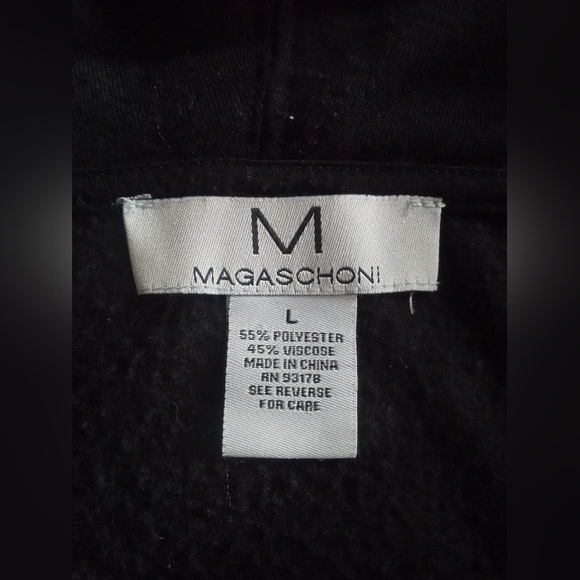 M
MAGASCHONI
L
55% POLYESTER
45% VISCOSE
MADE IN CHINA
RN 93178
SEE REVERSE
FOR CARE